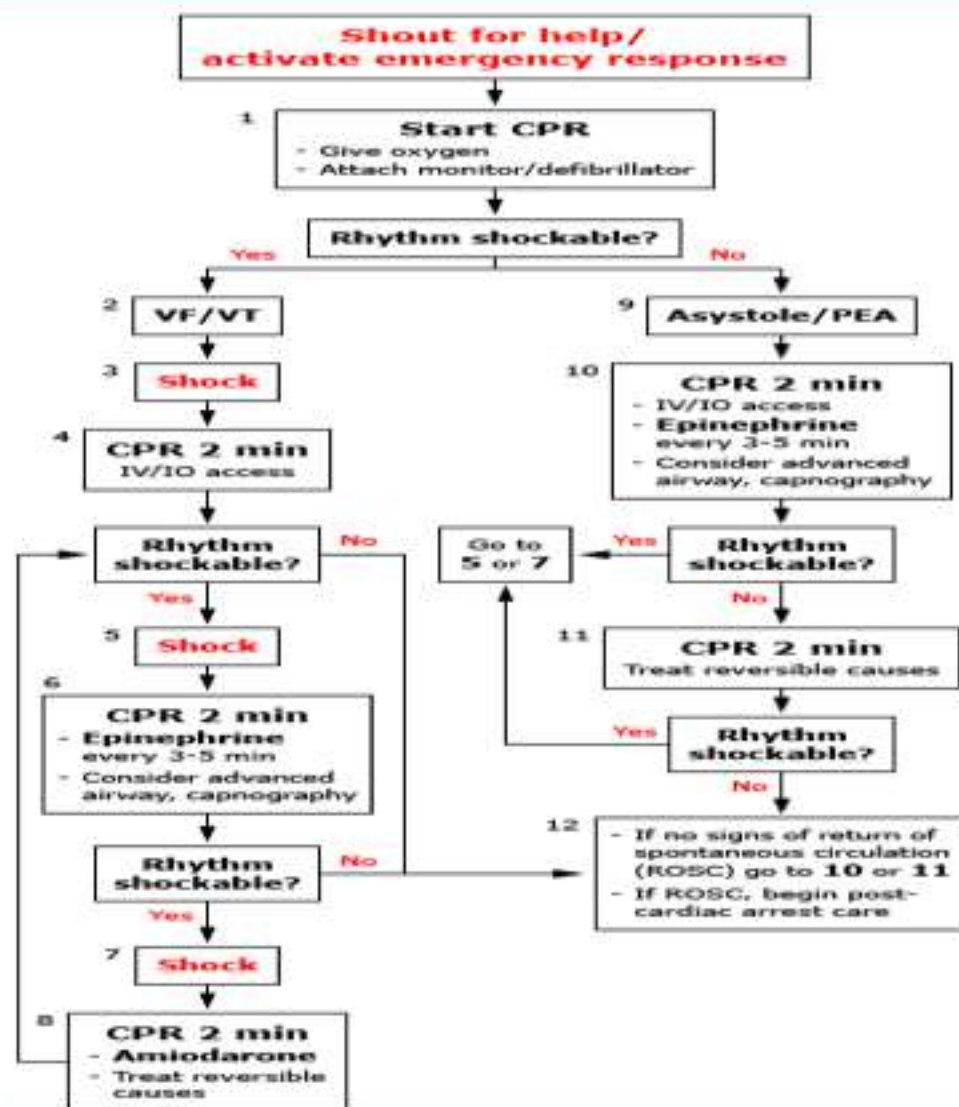 Shout for help/
activate emergency response
1
Start CPR
- Give oxygen
- Attach monitor/defibrillator
Rhythm shockable?
Yes
No
2
VF/VT
3
Shock
4
CPR 2 min
IV/IO access
Rhythm
shockable?
No
Yes
5
Shock
6
CPR 2 min
- Epinephrine
every 3-5 min
- Consider advanced
airway, capnography
Rhythm
shockable?
No
Yes
7
Shock
8
CPR 2 min
- Amiodarone
- Treat reversible
causes
9
Asystole/PEA
10
CPR 2 min
- IV/IO access
- Epinephrine
every 3-5 min
- Consider advanced
airway, capnography
Rhythm
shockable?
Yes
Go to
5 or 7
No
11
CPR 2 min
Treat reversible causes
Rhythm
shockable?
Yes
No
12
- If no signs of return of
spontaneous circulation
(ROSC) go to 10 or 11
- If ROSC, begin post-
cardiac arrest care